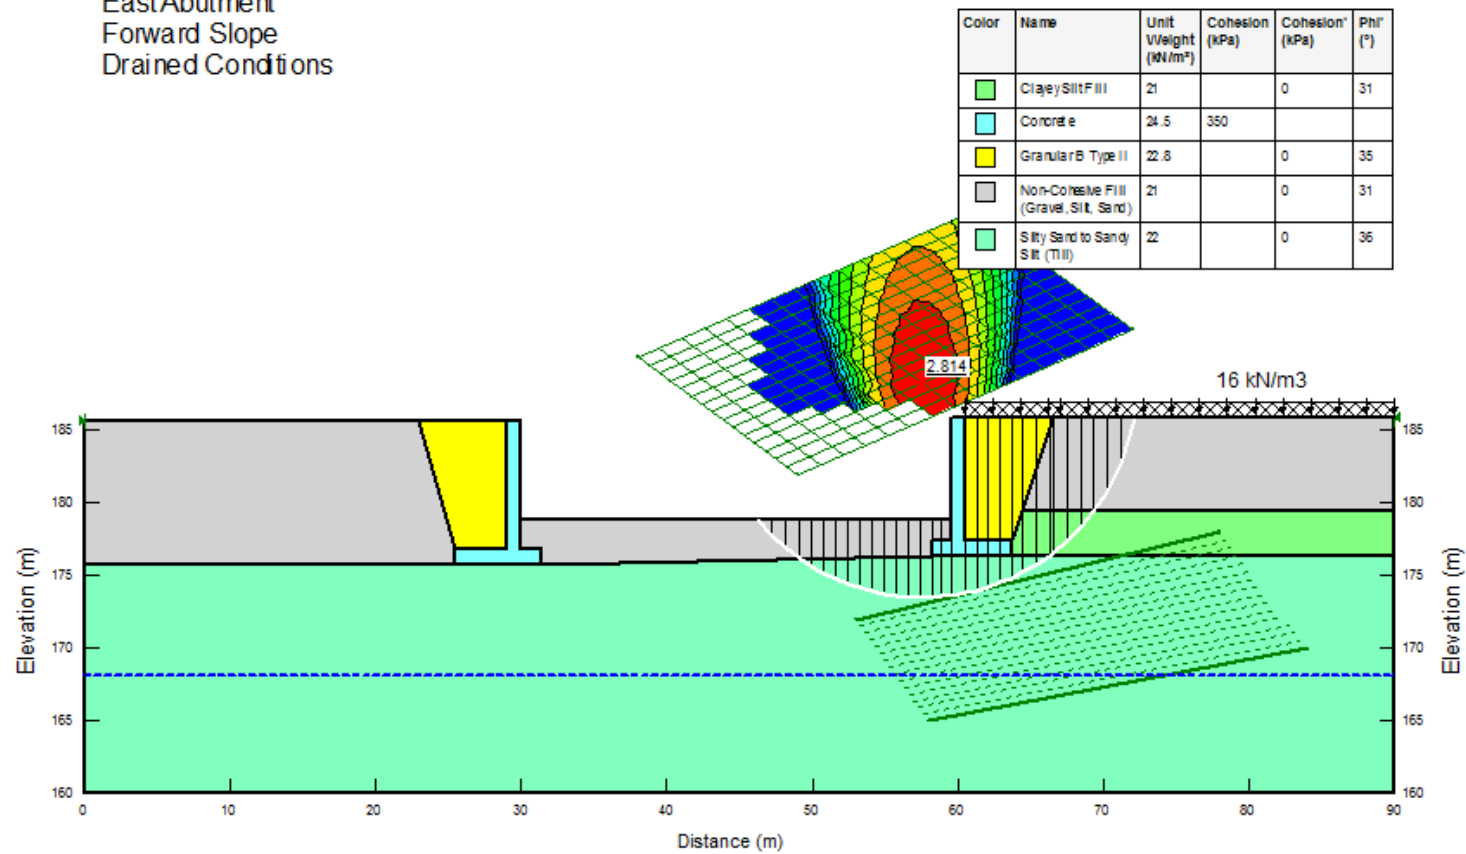 East Abutment
Forward Slope
Drained Conditions
Color Name Unit Weight (kN/m³) Cohesion (kPa) Cohesion' (kPa) Phi' (°)
Clayey Silt Fill 21 0 31
Concrete 24.5 350
Granular B Type II 22.8 0 35
Non-Cohesive Fill (Gravel, Silt, Sand) 21 0 31
Silty Sand to Sandy Silt (Till) 22 0 36
2.814
16 kN/m3
185
180
175
170
165
160
Elevation (m)
185
180
175
170
165
160
Elevation (m)
0 10 20 30 40 50 60 70 80 90
Distance (m)